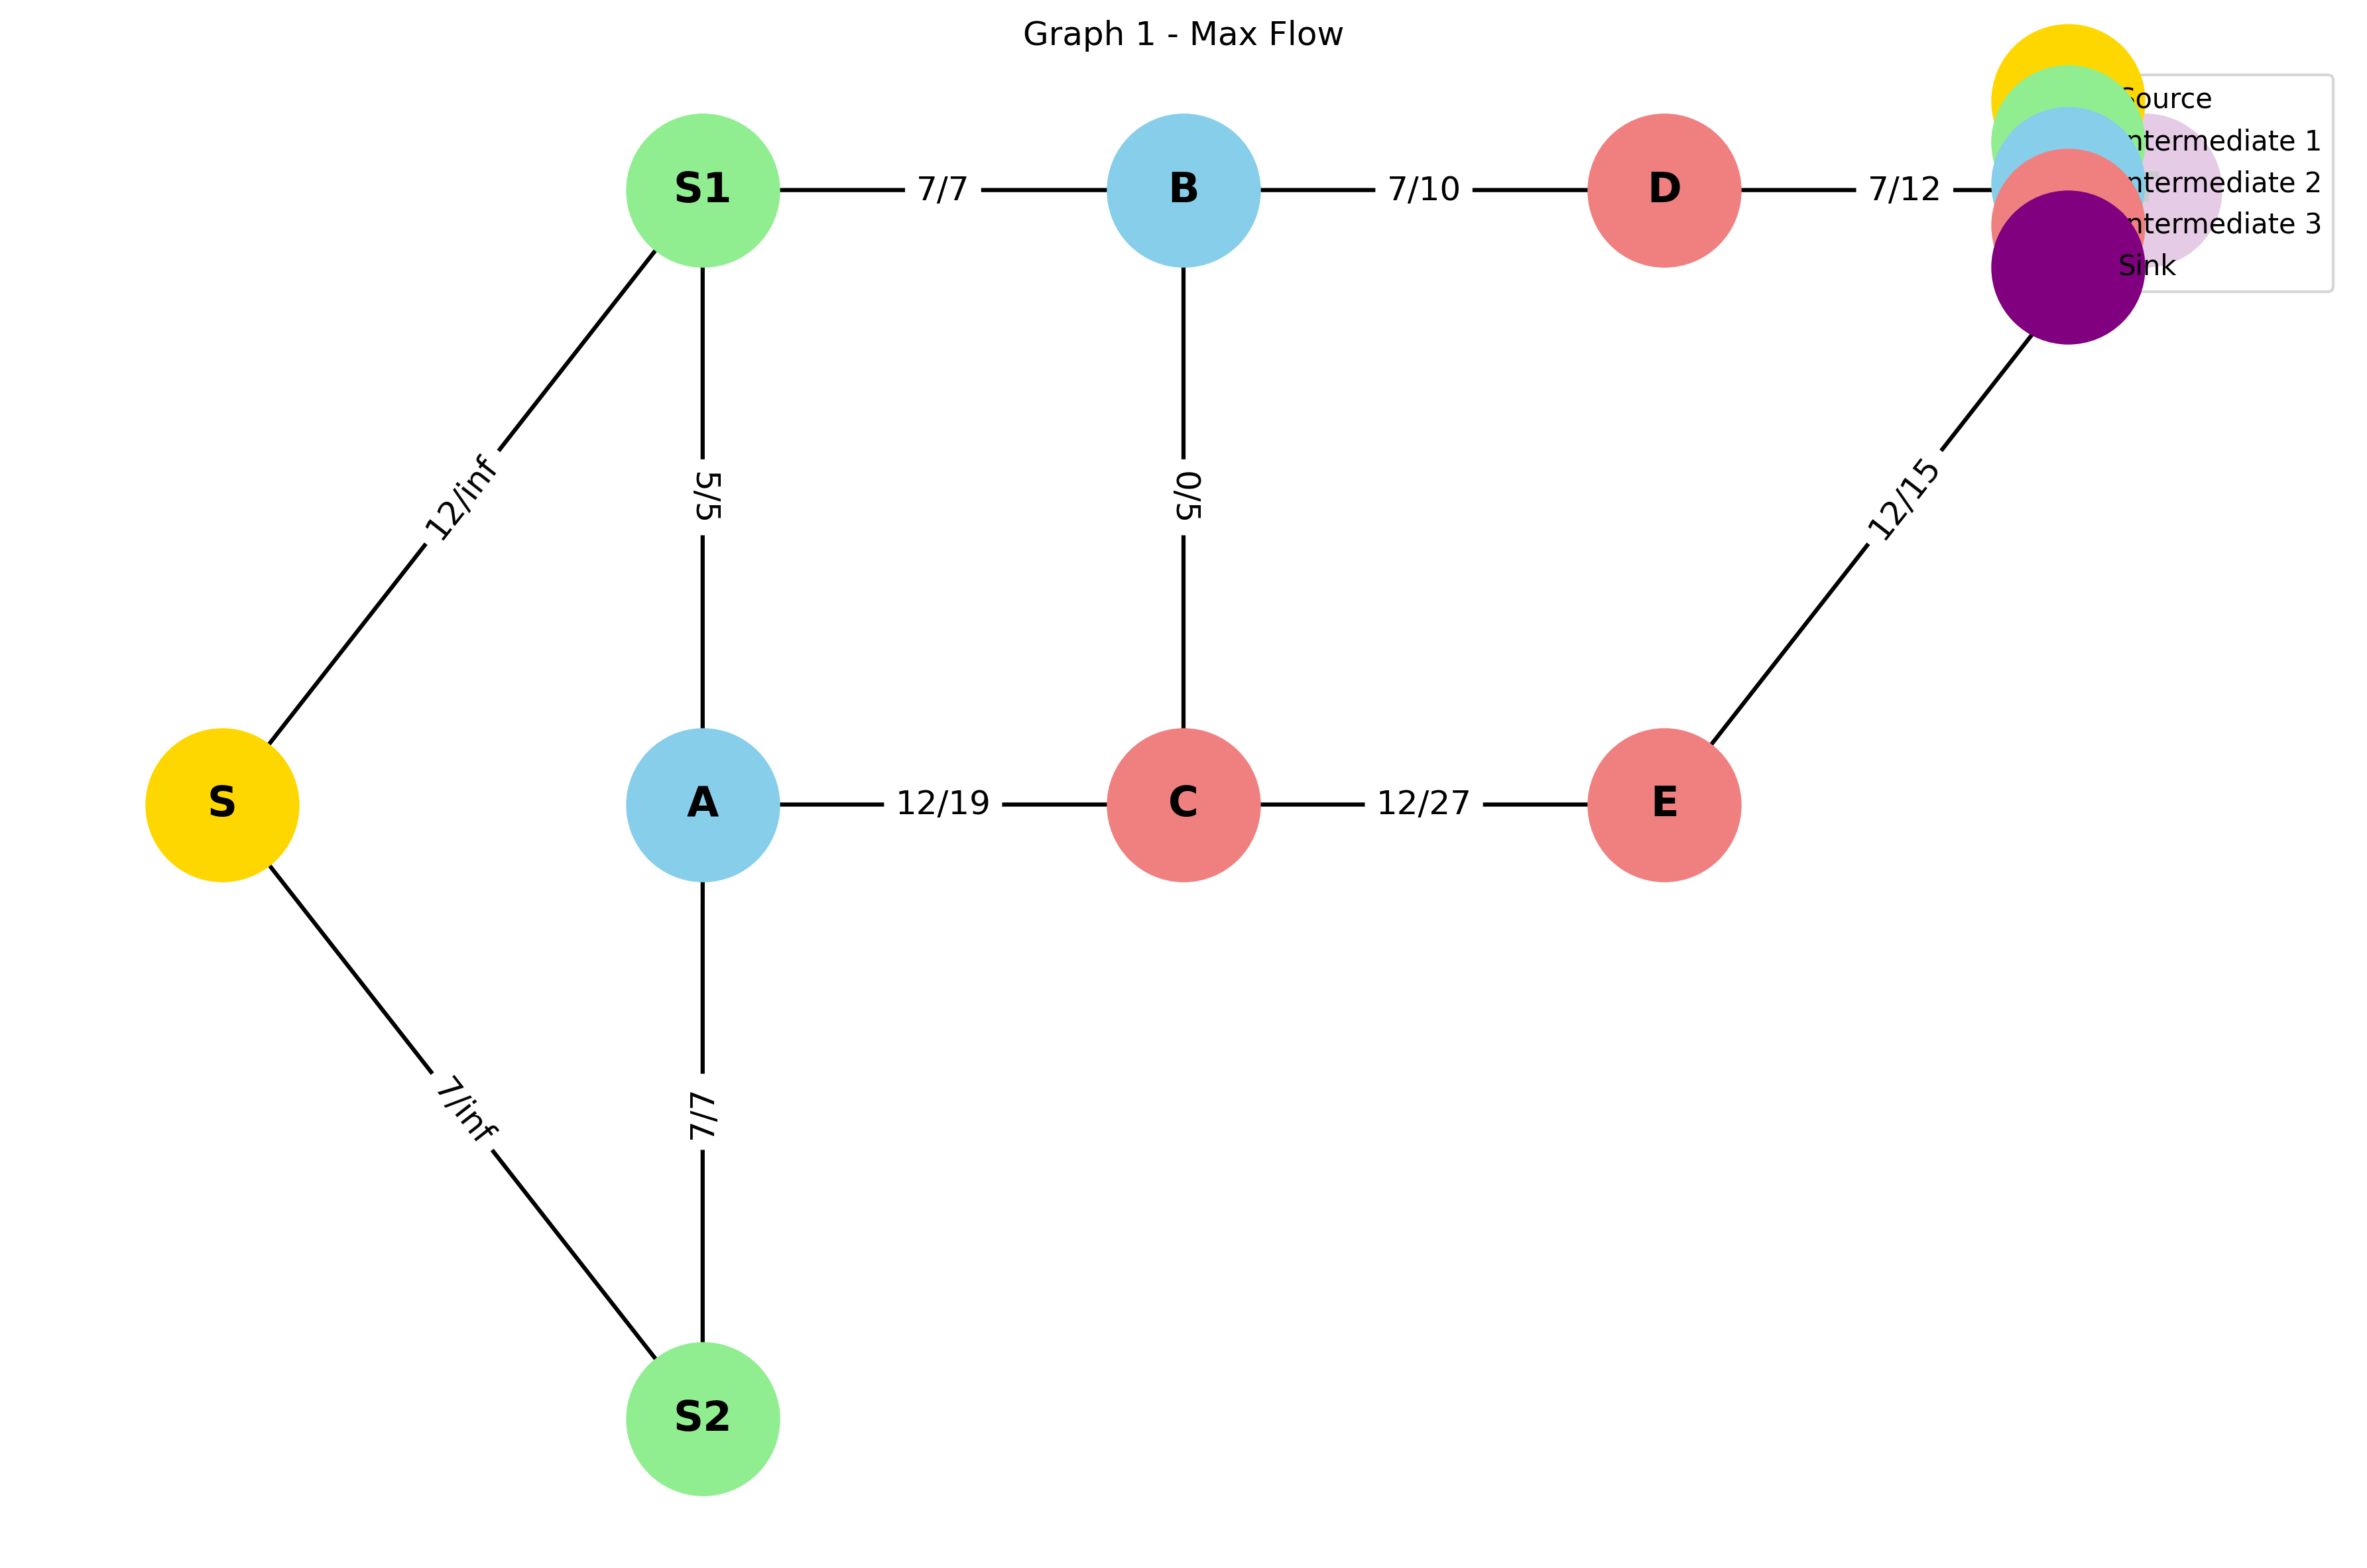 Graph 1 - Max Flow
Source
Intermediate 1
Intermediate 2
Intermediate 3
Sink
S1
7/7
B
7/10
D
7/12
12/inf
5/5
0/5
12/15
S
A
12/19
C
12/27
E
7/inf
7/7
S2